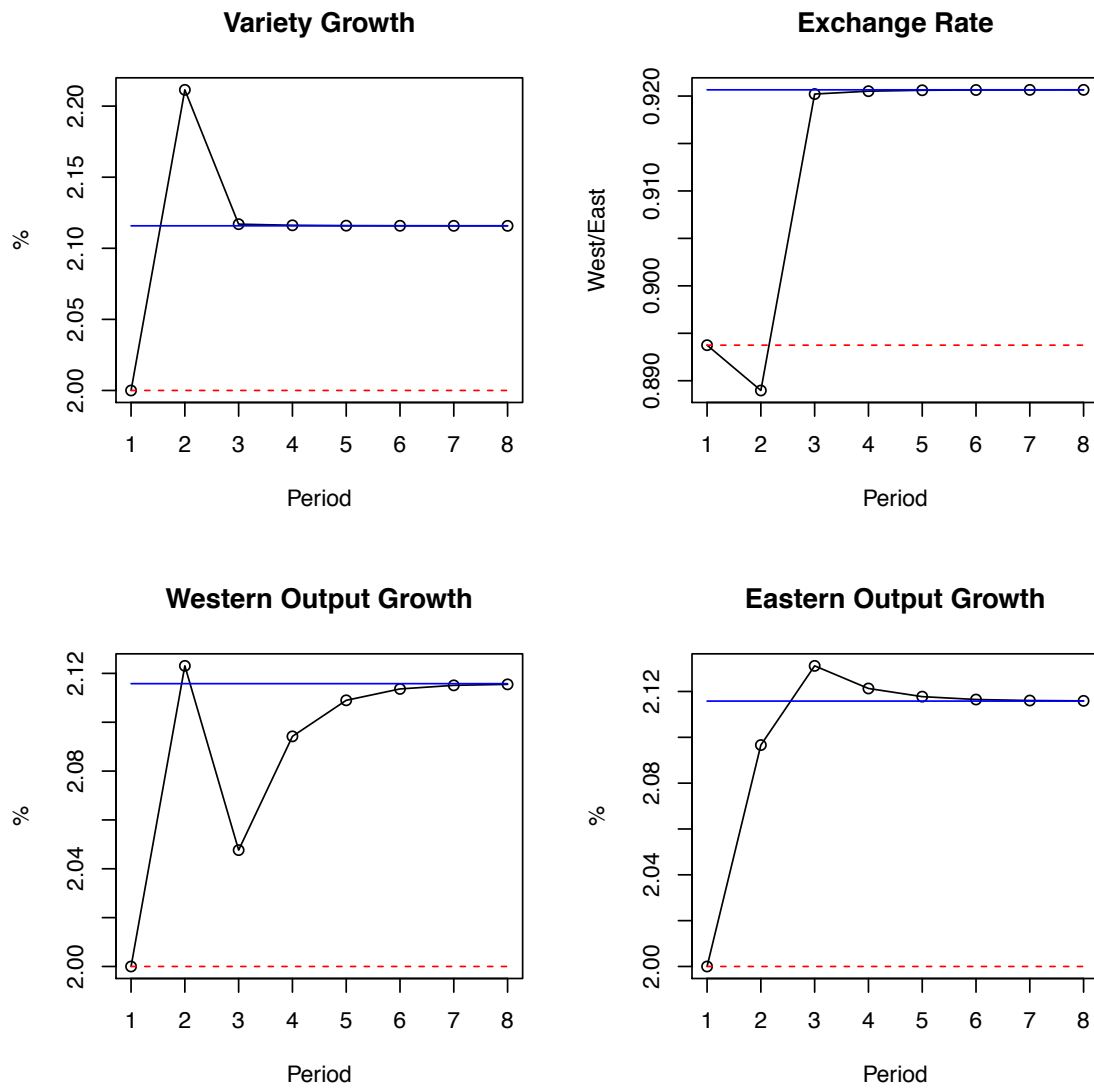 Variety Growth
%
2.00 2.05 2.10 2.15 2.20
1 2 3 4 5 6 7 8
Period
Exchange Rate
West/East
0.890 0.900 0.910 0.920
1 2 3 4 5 6 7 8
Period
Western Output Growth
%
2.00 2.04 2.08 2.12
1 2 3 4 5 6 7 8
Period
Eastern Output Growth
%
2.00 2.04 2.08 2.12
1 2 3 4 5 6 7 8
Period